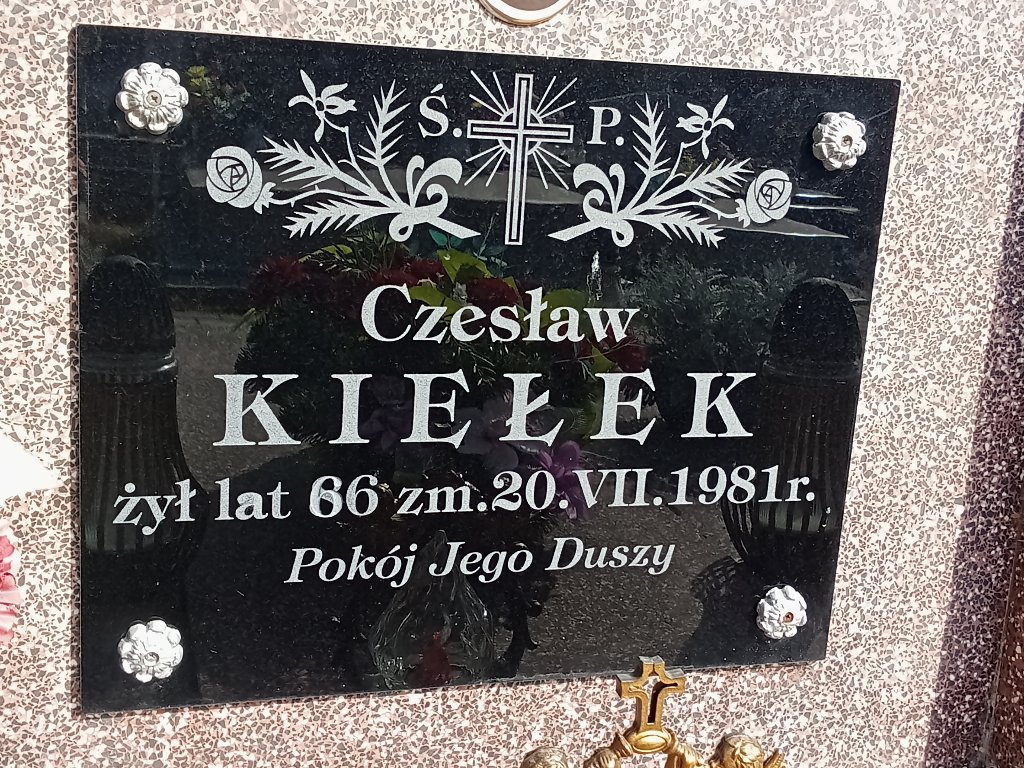 Ś. P.
Czesław
KIEŁEK
żył lat 66 zm.20.VII.1981r.
Pokój Jego Duszy